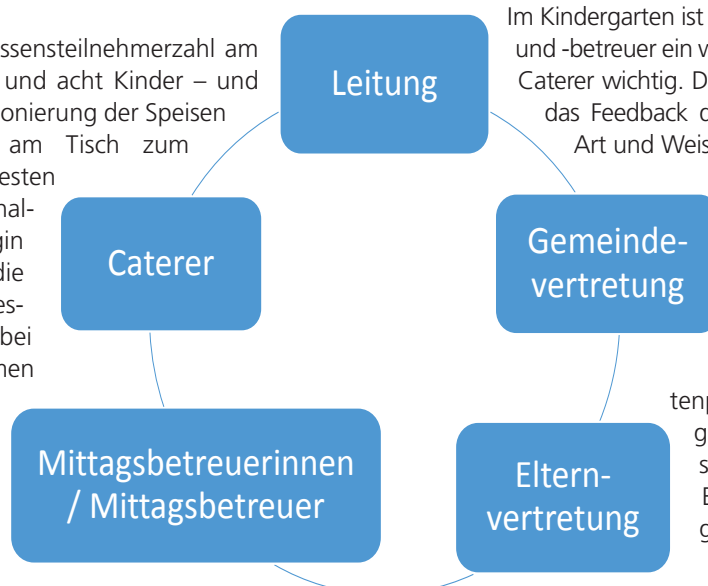 ssensteilnehmerzahl am
und acht Kinder – und
onierung der Speisen
am Tisch zum
esten
nal-
gin
die
es-
bei
nen
Leitung
Caterer
Mittagsbetreuerinnen
/ Mittagsbetreuer
Im Kindergarten ist
und -betreuer ein w
Caterer wichtig. D
das Feedback d
Art und Weis
Gemeinde-
vertretung
Eltern-
vertretung
tenp
g
s
E
g